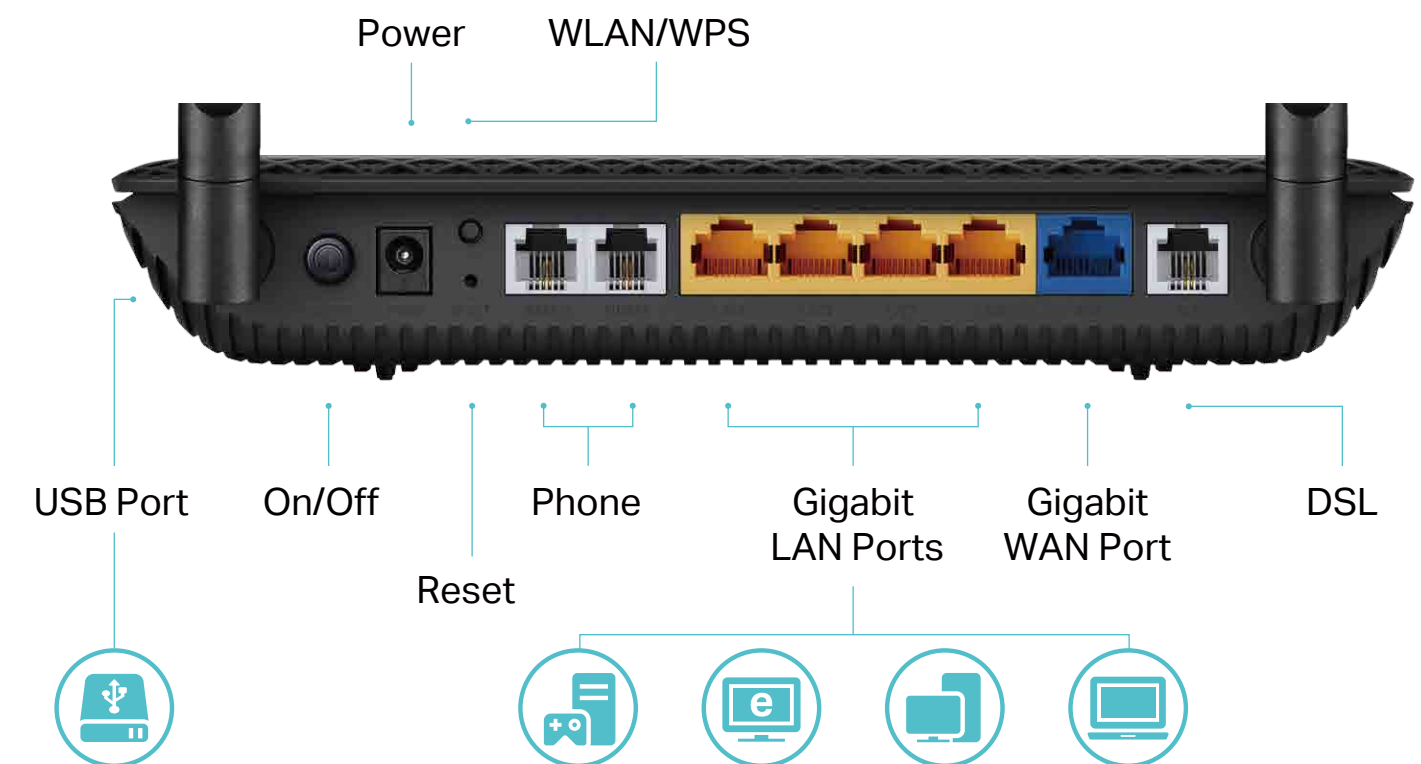 Power
WLAN/WPS
USB Port
On/Off
Phone
Gigabit
LAN Ports
Gigabit
WAN Port
DSL
Reset
e